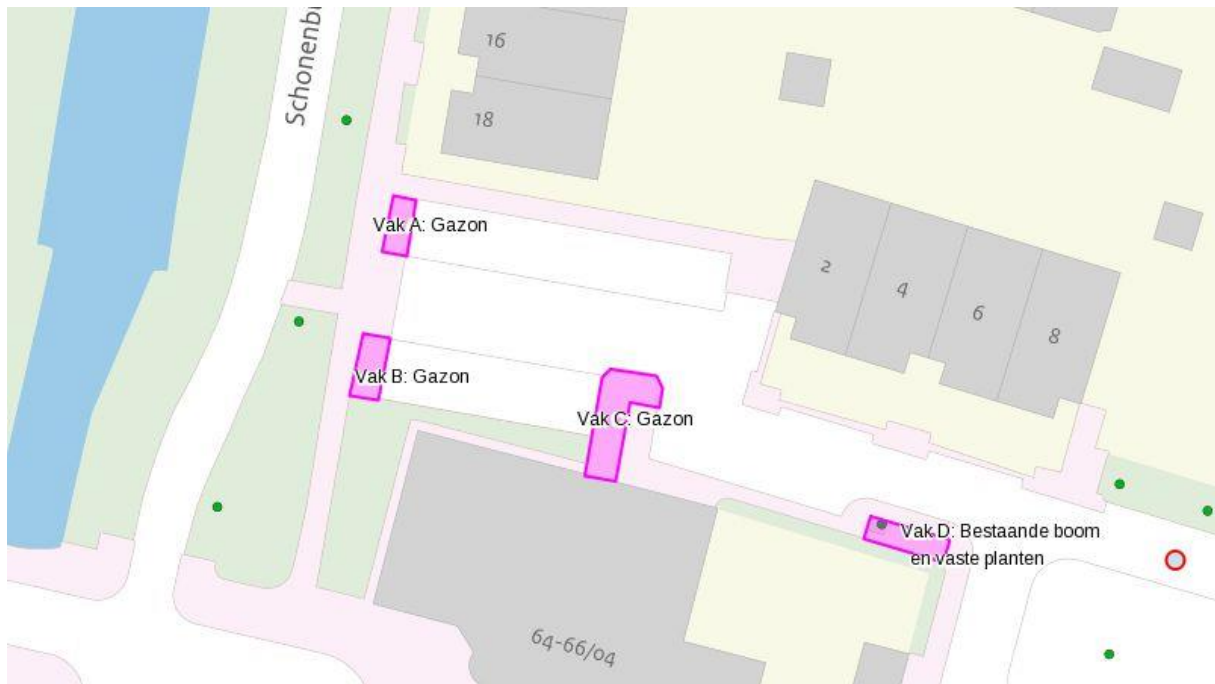 Schonenb
16
18
Vak A: Gazon
2
4
6
8
Vak B: Gazon
Vak C: Gazon
Vak D: Bestaande boom
en vaste planten
64-66/04